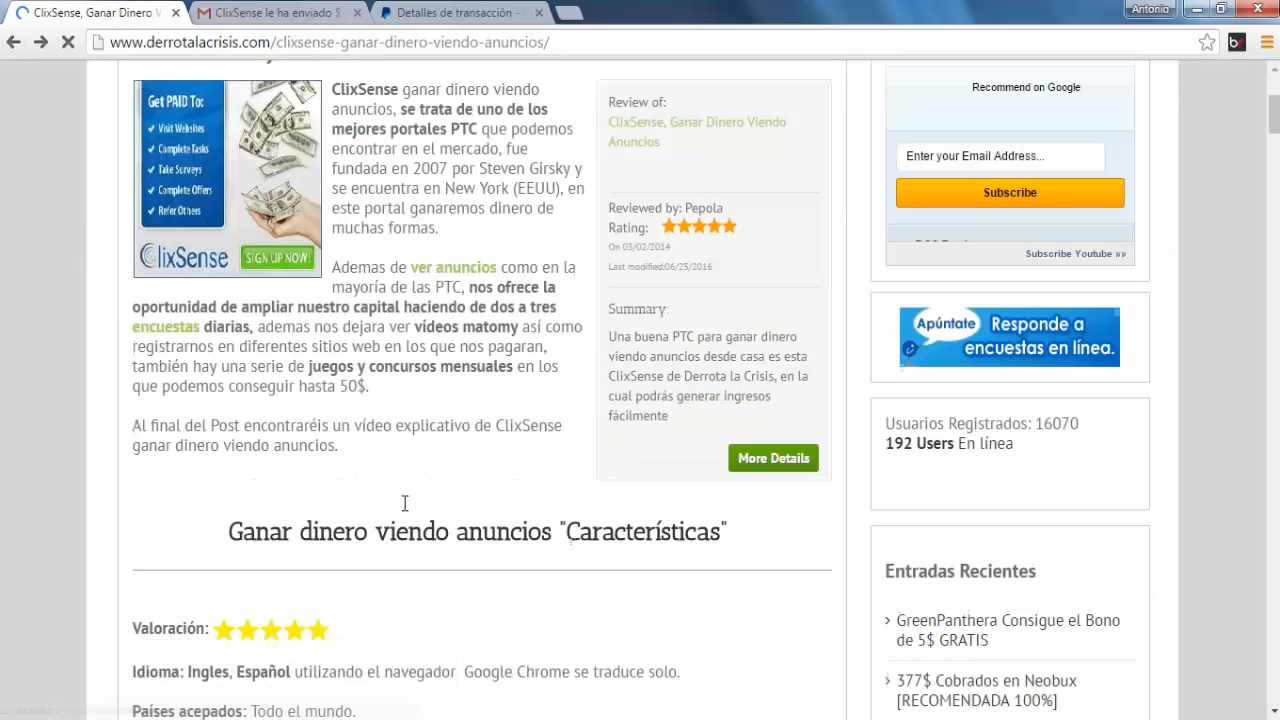 ClixSense, Ganar Dinero V
ClixSense le ha enviado $
Detalles de transacción -
Antonio
www.derrotalacrisis.com/clixsense-ganar-dinero-viendo-anuncios/
Get PAID To:
✓ Visit Websites
✓ Complete Tasks
✓ Take Surveys
✓ Complete Offers
✓ Refer Others
ClixSense
SIGN UP NOW!
ClixSense ganar dinero viendo
anuncios, se trata de uno de los
mejores portales PTC que podemos
encontrar en el mercado, fue
fundada en 2007 por Steven Girsky y
se encuentra en New York (EEUU), en
este portal ganaremos dinero de
muchas formas.
Ademas de ver anuncios como en la
mayoría de las PTC, nos ofrece la
oportunidad de ampliar nuestro capital haciendo de dos a tres
encuestas diarias, ademas nos dejara ver vídeos matomy así como
registrarnos en diferentes sitios web en los que nos pagaran,
también hay una serie de juegos y concursos mensuales en los
que podemos conseguir hasta 50$.
Al final del Post encontraréis un vídeo explicativo de ClixSense
ganar dinero viendo anuncios.
Review of:
ClixSense, Ganar Dinero Viendo
Anuncios
Reviewed by: Pepola
Rating:
On 03/02/2014
Last modified:06/25/2016
Summary:
Una buena PTC para ganar dinero
viendo anuncios desde casa es esta
ClixSense de Derrota la Crisis, en la
cual podrás generar ingresos
fácilmente
More Details
Ganar dinero viendo anuncios "Características"
Valoración:
Idioma: Ingles, Español utilizando el navegador Google Chrome se traduce solo.
Países acepados: Todo el mundo.
Recommend on Google
Enter your Email Address...
Subscribe
Subscribe Youtube »»
Apúntate Responde a
encuestas en línea.
Usuarios Registrados: 16070
192 Users En línea
Entradas Recientes
› GreenPanthera Consigue el Bono
de 5$ GRATIS
› 377$ Cobrados en Neobux
[RECOMENDADA 100%]